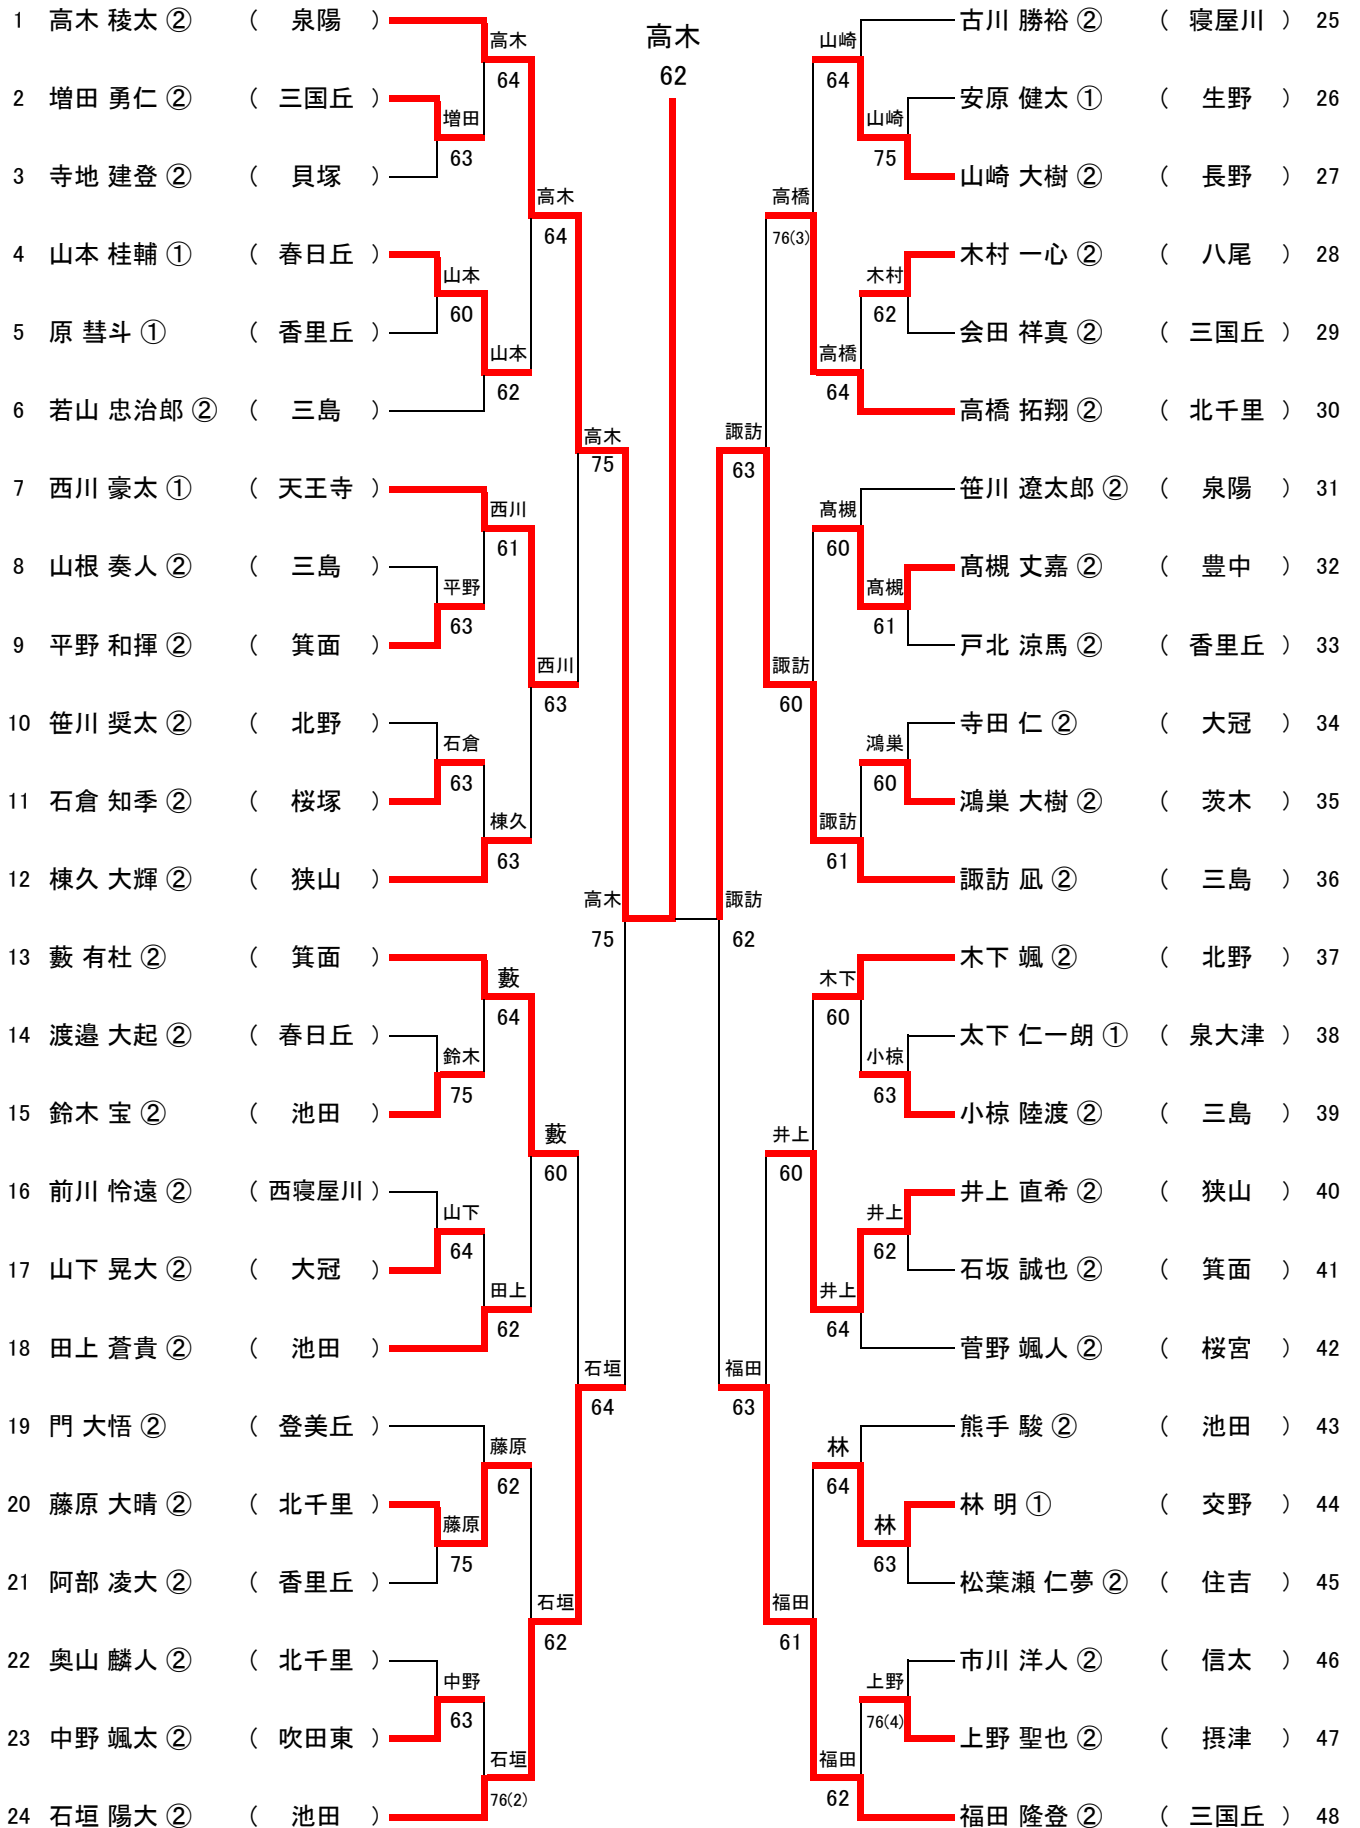 高木
62
1 高木 稜太 ② ( 泉陽 )
高木
64
2 増田 勇仁 ② ( 三国丘 )
増田
63
3 寺地 建登 ② ( 貝塚 )
高木
64
4 山本 桂輔 ① ( 春日丘 )
山本
60
5 原 彗斗 ① ( 香里丘 )
山本
62
6 若山 忠治郎 ② ( 三島 )
高木
75
7 西川 豪太 ① ( 天王寺 )
西川
61
8 山根 奏人 ② ( 三島 )
平野
63
9 平野 和揮 ② ( 箕面 )
西川
63
10 笹川 奨太 ② ( 北野 )
石倉
63
11 石倉 知季 ② ( 桜塚 )
棟久
63
12 棟久 大輝 ② ( 狭山 )
高木
75
13 藪 有杜 ② ( 箕面 )
藪
64
14 渡邉 大起 ② ( 春日丘 )
鈴木
75
15 鈴木 宝 ② ( 池田 )
藪
60
16 前川 怜遠 ② ( 西寝屋川 )
山下
64
17 山下 晃大 ② ( 大冠 )
田上
62
18 田上 蒼貴 ② ( 池田 )
石垣
64
19 門 大悟 ② ( 登美丘 )
藤原
62
20 藤原 大晴 ② ( 北千里 )
藤原
75
21 阿部 凌大 ② ( 香里丘 )
石垣
62
22 奥山 麟人 ② ( 北千里 )
中野
63
23 中野 颯太 ② ( 吹田東 )
石垣
76(2)
24 石垣 陽大 ② ( 池田 )
古川 勝裕 ② ( 寝屋川 ) 25
山崎
64
安原 健太 ① ( 生野 ) 26
山崎
75
山崎 大樹 ② ( 長野 ) 27
高橋
76(3)
木村 一心 ② ( 八尾 ) 28
木村
62
会田 祥真 ② ( 三国丘 ) 29
高橋
64
高橋 拓翔 ② ( 北千里 ) 30
諏訪
63
笹川 遼太郎 ② ( 泉陽 ) 31
髙槻
60
髙槻 丈嘉 ② ( 豊中 ) 32
髙槻
61
戸北 涼馬 ② ( 香里丘 ) 33
諏訪
60
寺田 仁 ② ( 大冠 ) 34
鴻巣
60
鴻巣 大樹 ② ( 茨木 ) 35
諏訪
61
諏訪 凪 ② ( 三島 ) 36
諏訪
62
木下 颯 ② ( 北野 ) 37
木下
60
太下 仁一朗 ① ( 泉大津 ) 38
小椋
63
小椋 陸渡 ② ( 三島 ) 39
井上
60
井上 直希 ② ( 狭山 ) 40
井上
62
石坂 誠也 ② ( 箕面 ) 41
井上
64
菅野 颯人 ② ( 桜宮 ) 42
福田
63
熊手 駿 ② ( 池田 ) 43
林
64
林 明 ① ( 交野 ) 44
林
63
松葉瀬 仁夢 ② ( 住吉 ) 45
福田
61
市川 洋人 ② ( 信太 ) 46
上野
76(4)
上野 聖也 ② ( 摂津 ) 47
福田
62
福田 隆登 ② ( 三国丘 ) 48